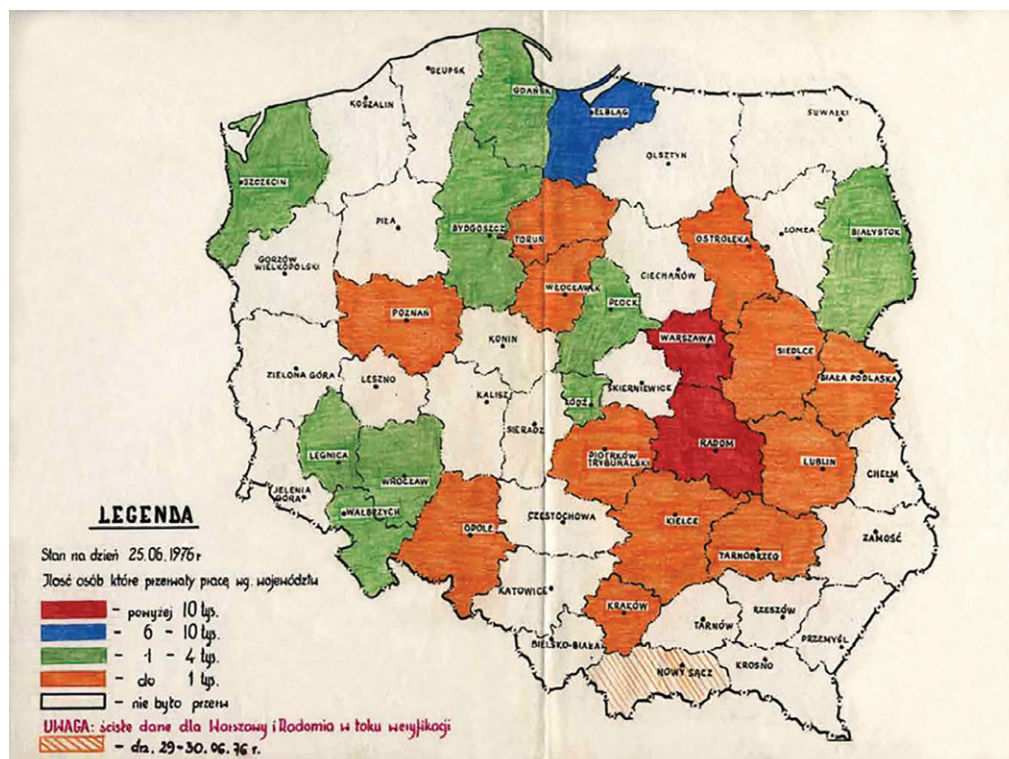 SŁUPSK
GDAŃSK
KOSZALIN
ELBLĄG
SUWAŁKI
OLSZTYN
SZCZECIN
PIŁA
BYDGOSZCZ
TORUŃ
OSTROŁĘKA
ŁOMŻA
BIAŁYSTOK
GORZÓW
WIELKOPOLSKI
CIECHANÓW
WŁOCŁAWEK
PŁOCK
POZNAŃ
KONIN
WARSZAWA
SIEDLCE
ZIELONA GÓRA
LESZNO
BIAŁA PODLASKA
SKIERNIEWICE
KALISZ
ŁÓDŹ
SIERADZ
RADOM
LEGNICA
PIOTRKÓW
TRYBUNALSKI
LUBLIN
CHEŁM
WROCŁAW
JELENIA
GÓRA
WAŁBRZYCH
CZĘSTOCHOWA
KIELCE
OPOLE
ZAMOŚĆ
TARNOBRZEG
KATOWICE
KRAKÓW
RZESZÓW
TARNÓW
PRZEMYŚL
BIELSKO-BIAŁA
NOWY SĄCZ
KROSNO
LEGENDA
Stan na dzień 25.06.1976 r
Ilość osób które przerwały pracę wg. województw
- powyżej 10 tys.
- 6 - 10 tys.
- 1 - 4 tys.
- do 1 tys.
- nie było przerw
UWAGA: ścisłe dane dla Warszawy i Radomia w toku weryfikacji
- dn. 29-30.06.76 r.